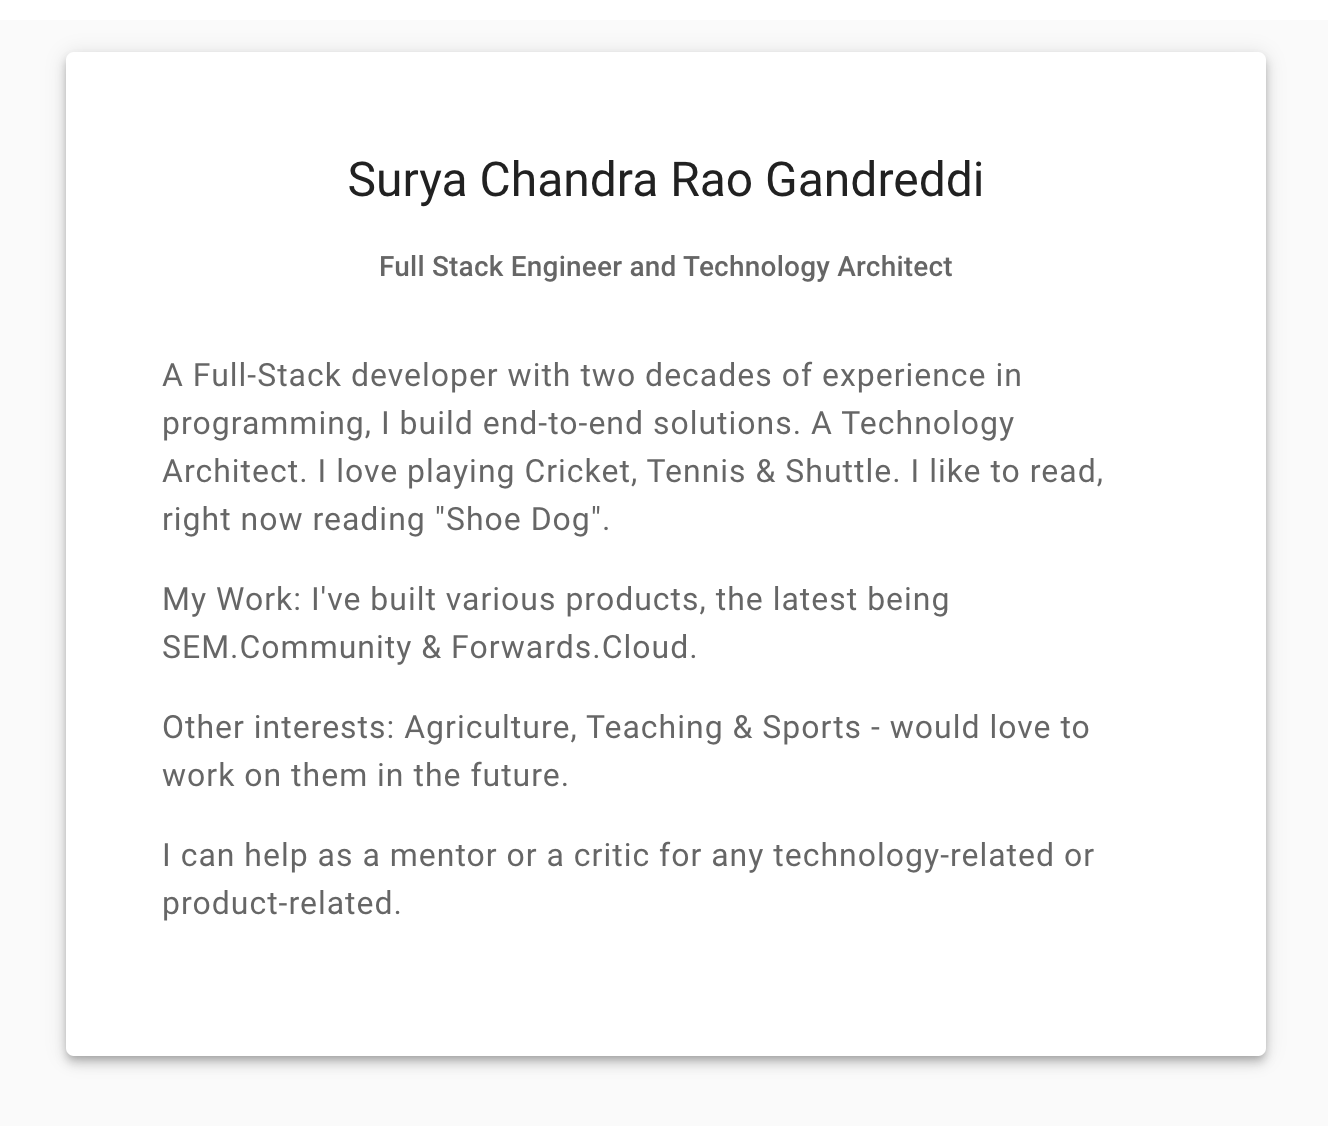 Surya Chandra Rao Gandreddi
Full Stack Engineer and Technology Architect
A Full-Stack developer with two decades of experience in
programming, I build end-to-end solutions. A Technology
Architect. I love playing Cricket, Tennis & Shuttle. I like to read,
right now reading "Shoe Dog".
My Work: I've built various products, the latest being
SEM.Community & Forwards.Cloud.
Other interests: Agriculture, Teaching & Sports - would love to
work on them in the future.
I can help as a mentor or a critic for any technology-related or
product-related.